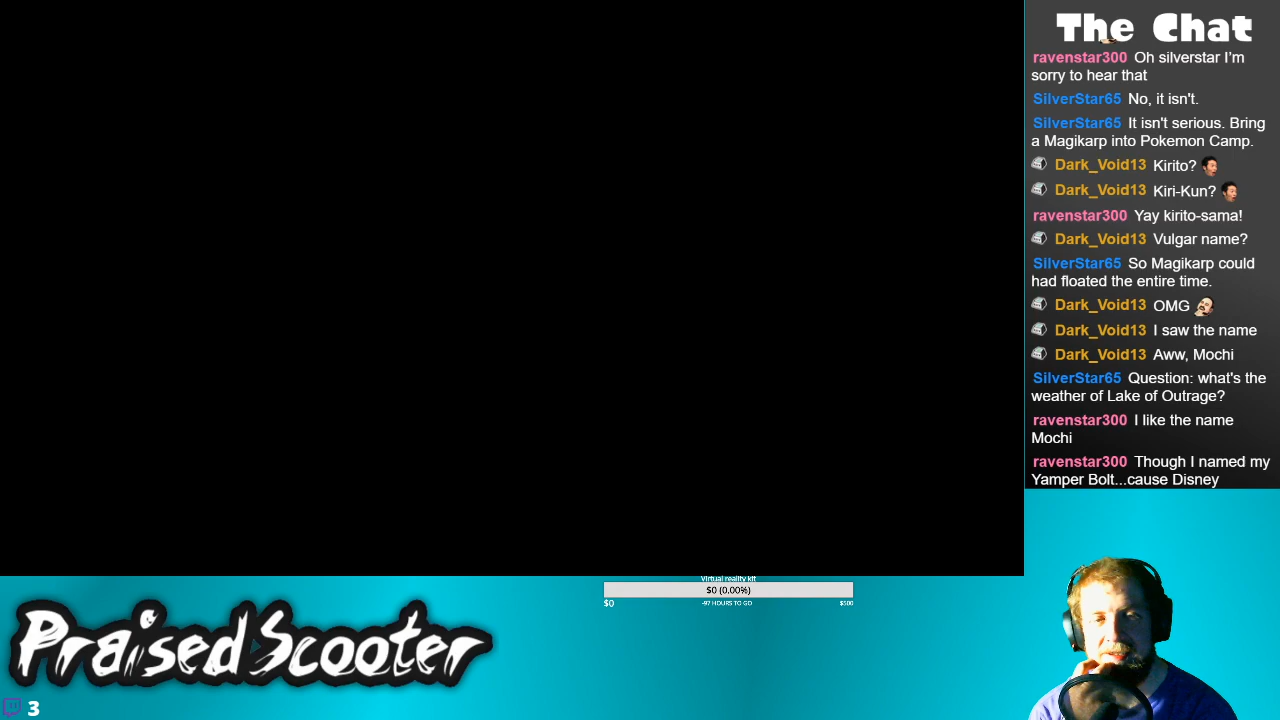 The Chat
ravenstar300 Oh silverstar I’m
sorry to hear that
SilverStar65 No, it isn't.
SilverStar65 It isn't serious. Bring
a Magikarp into Pokemon Camp.
Dark_Void13 Kirito?
Dark_Void13 Kiri-Kun?
ravenstar300 Yay kirito-sama!
Dark_Void13 Vulgar name?
SilverStar65 So Magikarp could
had floated the entire time.
Dark_Void13 OMG
Dark_Void13 I saw the name
Dark_Void13 Aww, Mochi
SilverStar65 Question: what's the
weather of Lake of Outrage?
ravenstar300 I like the name
Mochi
ravenstar300 Though I named my
Yamper Bolt...cause Disney
Virtual reality kit
$0 (0.00%)
$0 -97 HOURS TO GO $500
PraisedScooter
3